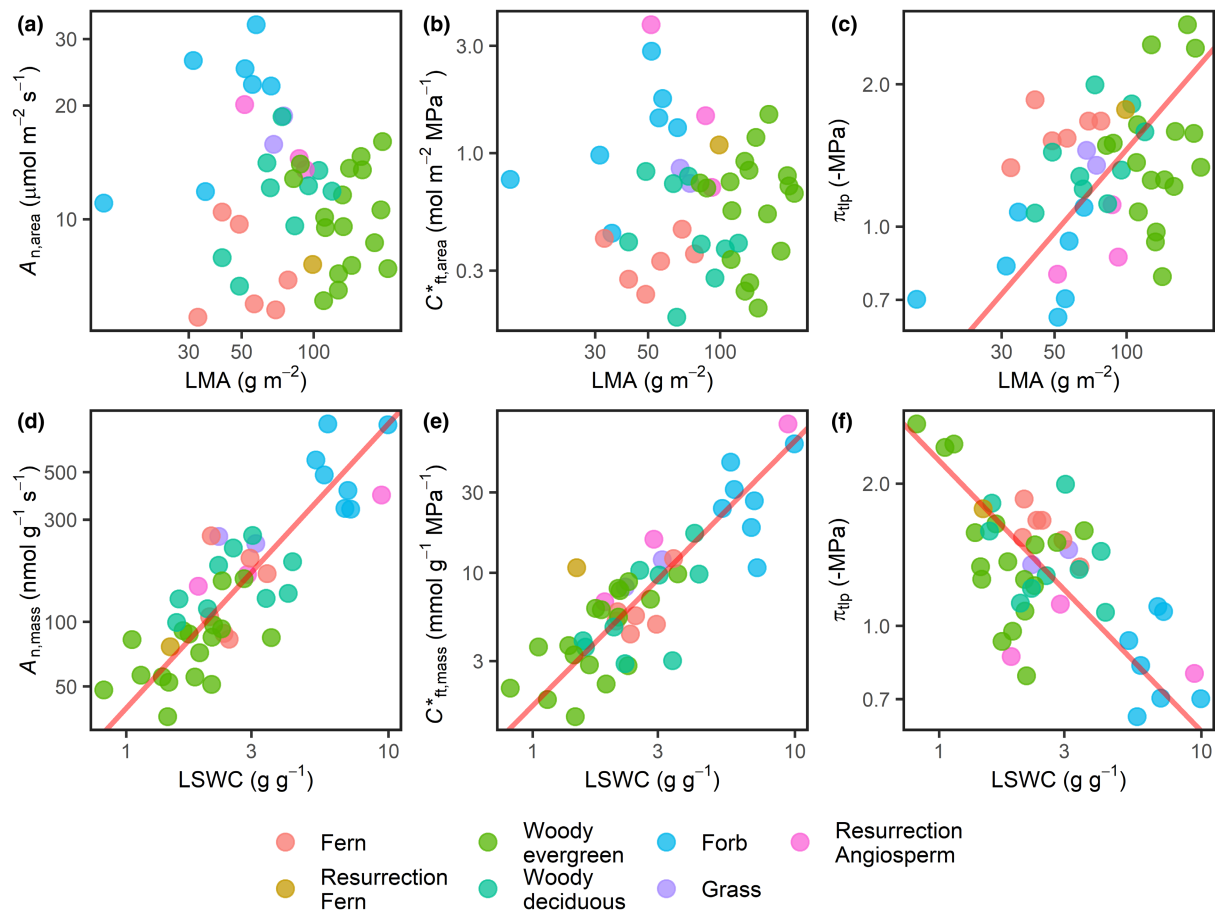 (a)
30
20
10
30 50 100
A n,area (μmol m−2 s−1)
LMA (g m−2)
(b)
3.0
1.0
0.3
30 50 100
C* ft,area (mol m−2 MPa−1)
LMA (g m−2)
(c)
2.0
1.0
0.7
30 50 100
πtlp (-MPa)
LMA (g m−2)
(d)
500
300
100
50
1 3 10
A n,mass (nmol g−1 s−1)
LSWC (g g−1)
(e)
30
10
3
1 3 10
C* ft,mass (mmol g−1 MPa−1)
LSWC (g g−1)
(f)
2.0
1.0
0.7
1 3 10
πtlp (-MPa)
LSWC (g g−1)
Fern
Resurrection
Fern
Woody
evergreen
Woody
deciduous
Forb
Grass
Resurrection
Angiosperm